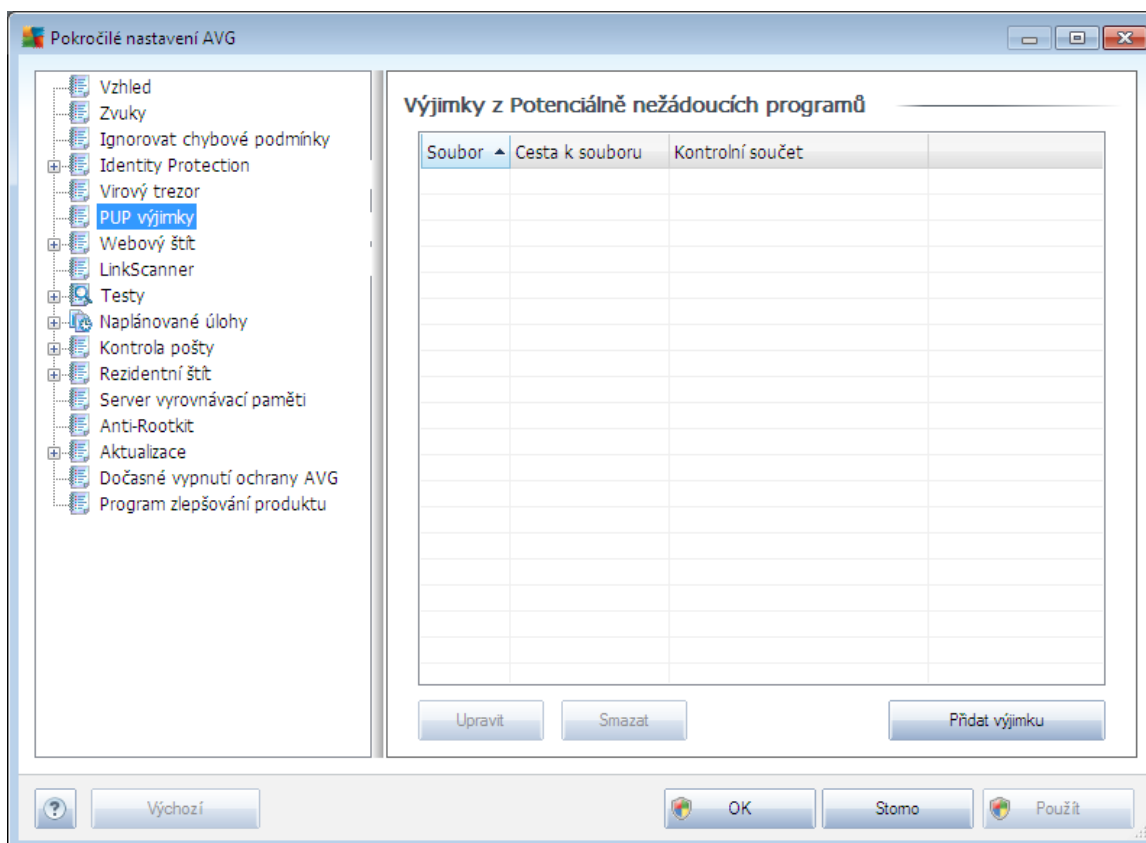 Pokročilé nastavení AVG
Vzhled
Zvuky
Ignorovat chybové podmínky
Identity Protection
Virový trezor
PUP výjimky
Webový štít
LinkScanner
Testy
Naplánované úlohy
Kontrola pošty
Rezidentní štít
Server vyrovnávací paměti
Anti-Rootkit
Aktualizace
Dočasné vypnutí ochrany AVG
Program zlepšování produktu
Výjimky z Potenciálně nežádoucích programů
Soubor Cesta k souboru Kontrolní součet
Upravit Smazat Přidat výjimku
? Výchozí OK Storno Použít